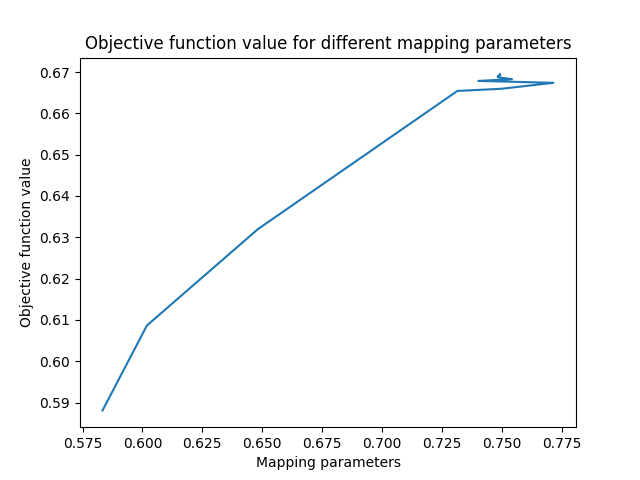 Objective function value for different mapping parameters
0.67
0.66
0.65
0.64
0.63
0.62
0.61
0.60
0.59
Objective function value
0.575 0.600 0.625 0.650 0.675 0.700 0.725 0.750 0.775
Mapping parameters